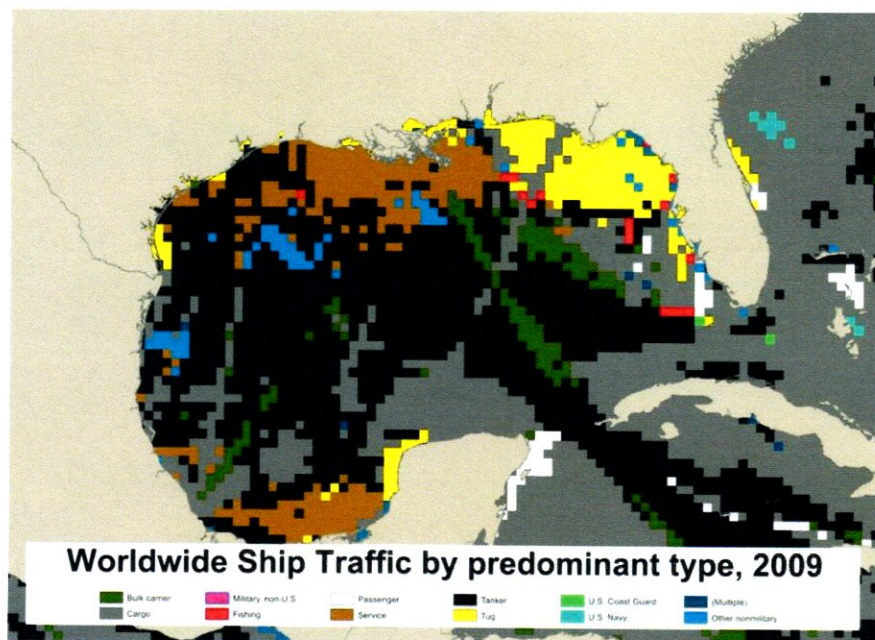 Worldwide Ship Traffic by predominant type, 2009
Bulk carrier Military non-U.S. Passenger Tanker U.S. Coast Guard (Multiple)
Cargo Fishing Service Tug U.S. Navy Other nonmilitary